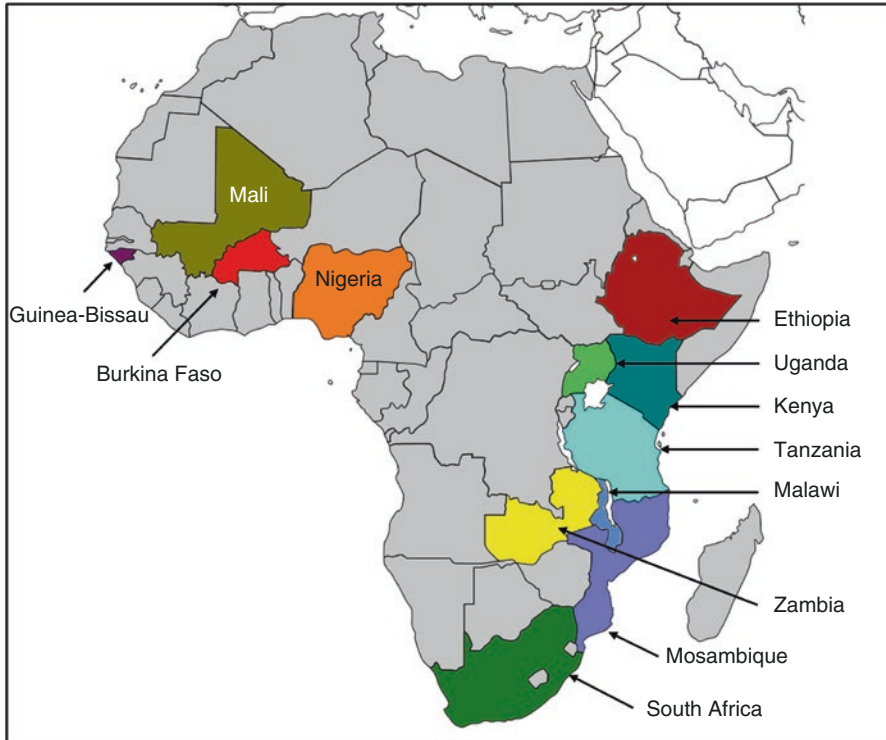 Mali
Nigeria
Guinea-Bissau
Burkina Faso
Ethiopia
Uganda
Kenya
Tanzania
Malawi
Zambia
Mosambique
South Africa